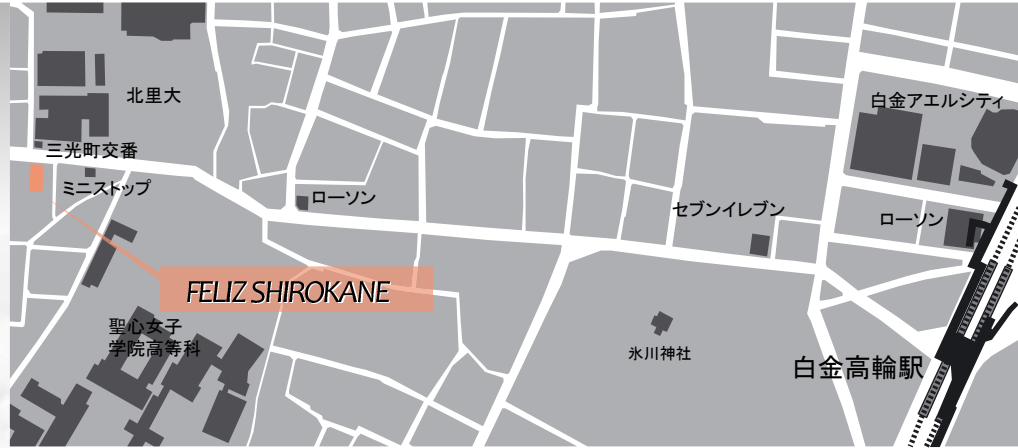 北里大
白金アエルシティ
三光町交番
ミニストップ
ローソン
セブンイレブン
ローソン
FELIZ SHIROKANE
聖心女子
学院高等科
氷川神社
白金高輪駅